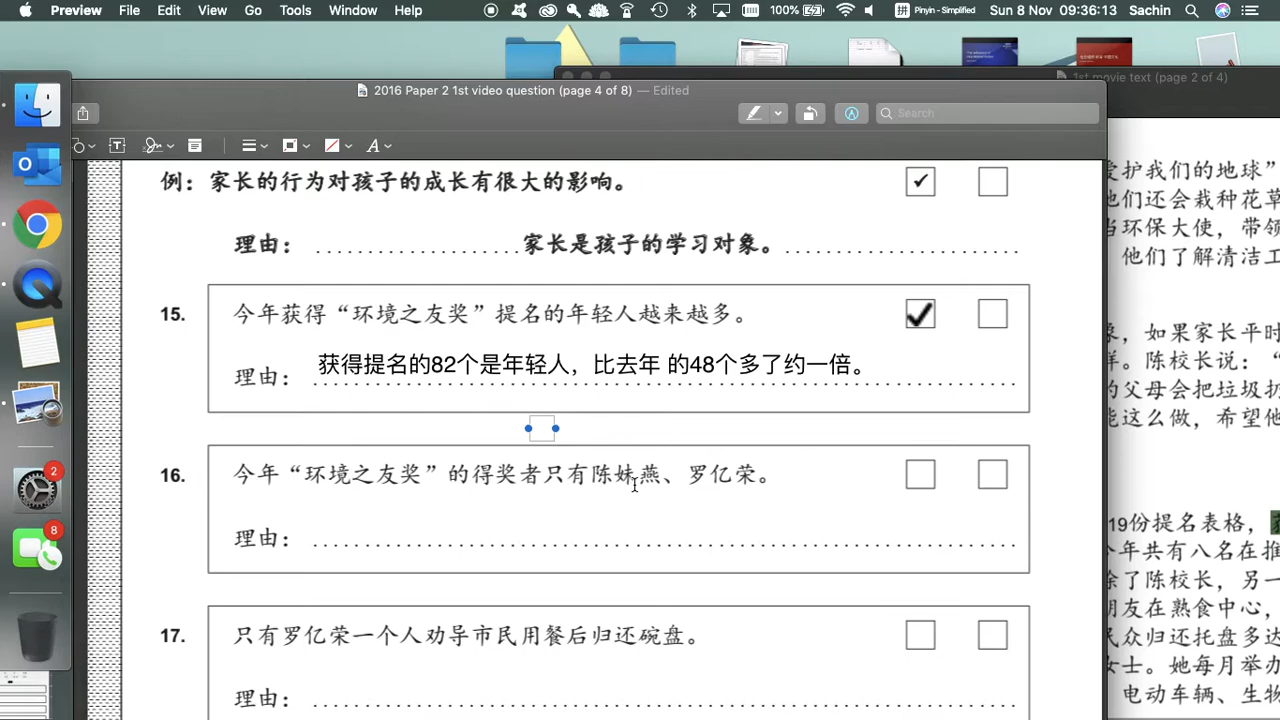 Preview File Edit View Go Tools Window Help 100% Pinyin - Simplified Sun 8 Nov 09:36:13 Sachin
1st movie text (page 2 of 4)
2016 Paper 2 1st video question (page 4 of 8) — Edited
Search
例：家长的行为对孩子的成长有很大的影响。
理由：家长是孩子的学习对象。
15. 今年获得“环境之友奖”提名的年轻人越来越多。
理由：获得提名的82个是年轻人，比去年 的48个多了约一倍。
16. 今年“环境之友奖”的得奖者只有陈妹燕、罗亿荣。
理由：
17. 只有罗亿荣一个人劝导市民用餐后归还碗盘。
理由：
护我们的地球”
们还会栽种花草
当环保大使，带领
他们了解清洁工
，如果家长平时
样。陈校长说：“
的父母会把垃圾
能这么做，希望他
19份提名表格，
今年共有八名在推
除了陈校长，另一
朋友在熟食中心，
民众归还托盘多达
女士。她每月举办
电动车辆、生物
2
8